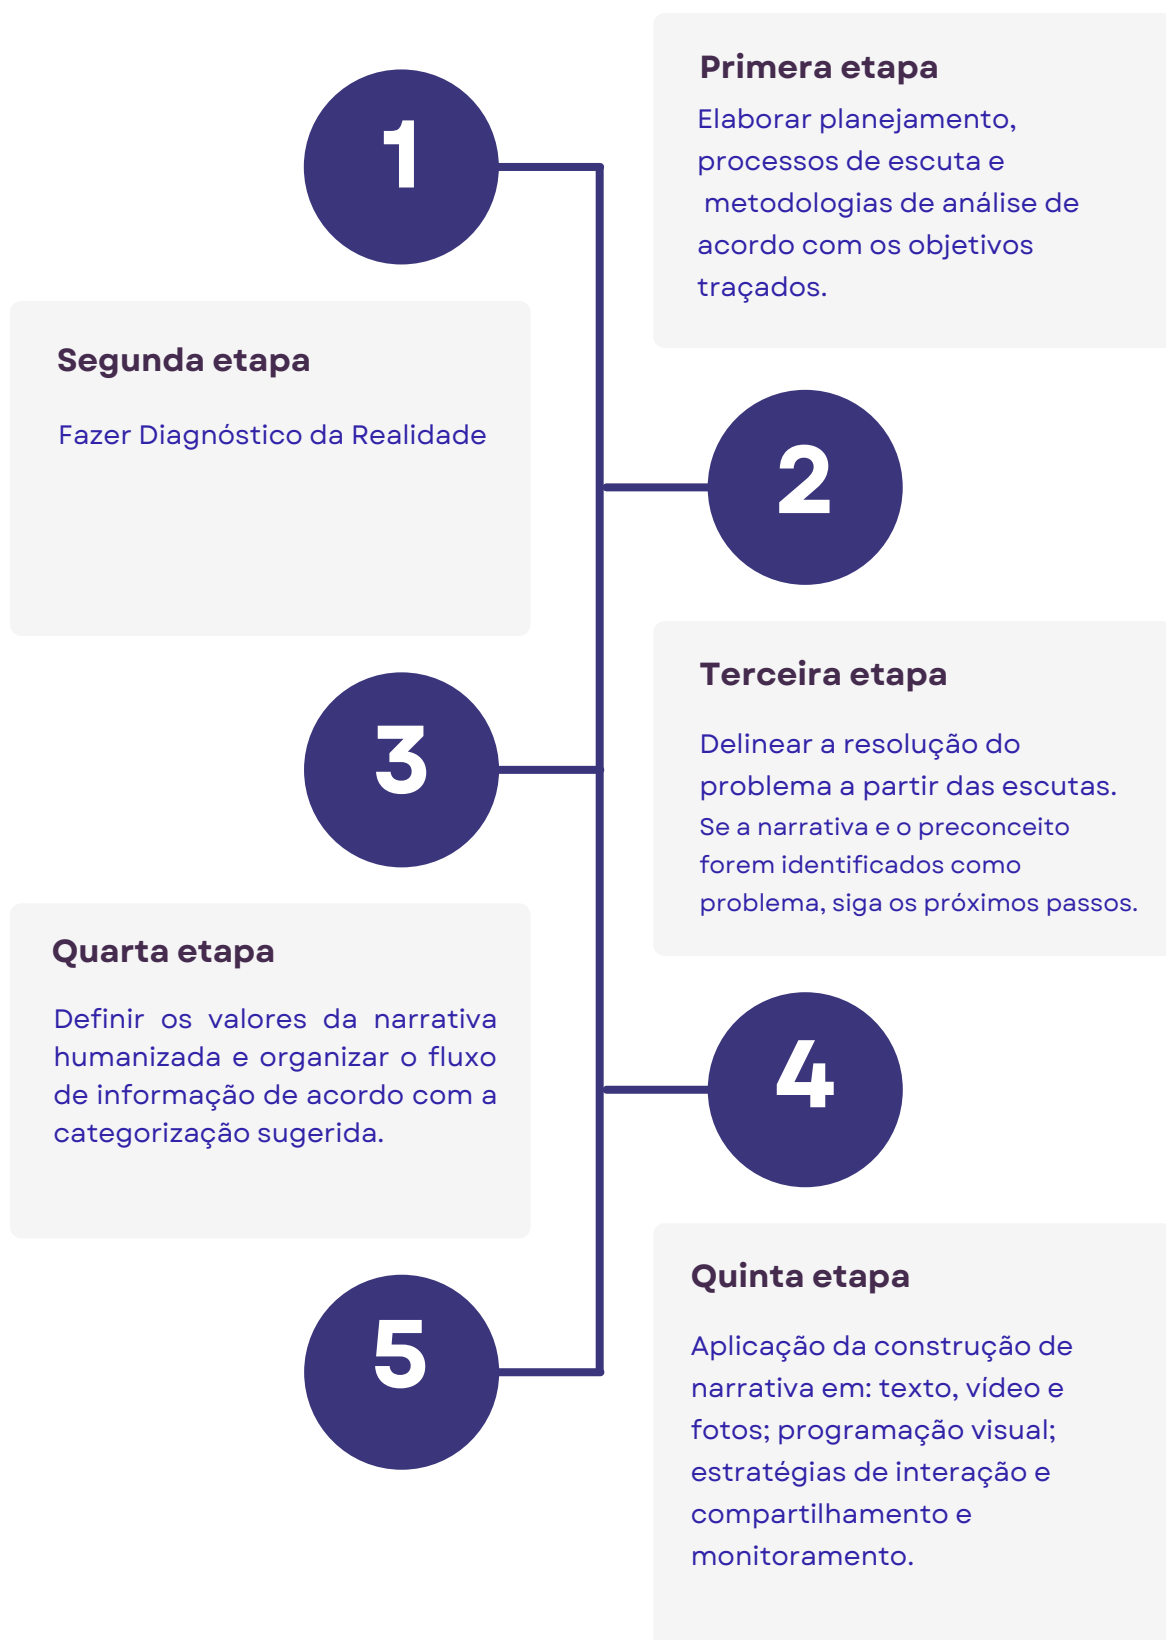 1
Primera etapa
Elaborar planejamento,
processos de escuta e
metodologias de análise de
acordo com os objetivos
traçados.
Segunda etapa
Fazer Diagnóstico da Realidade
2
3
Terceira etapa
Delinear a resolução do
problema a partir das escutas.
Se a narrativa e o preconceito
forem identificados como
problema, siga os próximos passos.
Quarta etapa
Definir os valores da narrativa
humanizada e organizar o fluxo
de informação de acordo com a
categorização sugerida.
4
5
Quinta etapa
Aplicação da construção de
narrativa em: texto, vídeo e
fotos; programação visual;
estratégias de interação e
compartilhamento e
monitoramento.